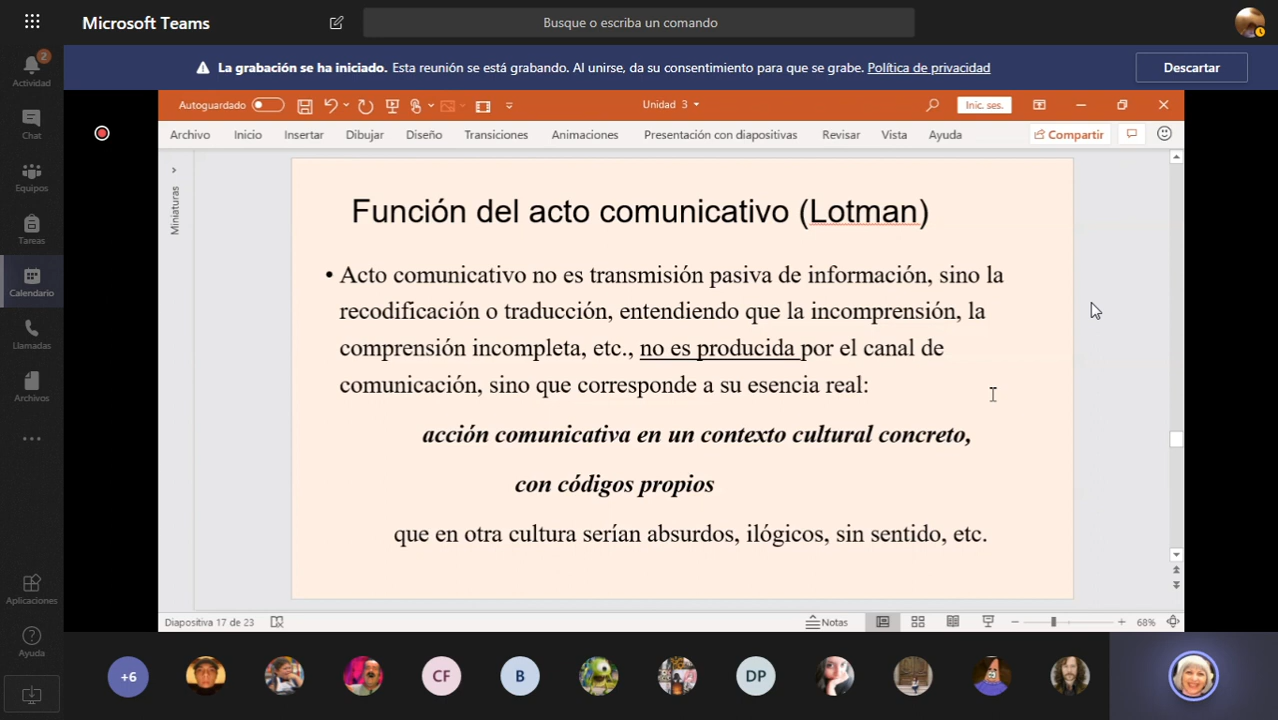 Microsoft Teams
Busque o escriba un comando
2
Actividad
Chat
Equipos
Tareas
Calendario
Llamadas
Archivos
Aplicaciones
Ayuda
La grabación se ha iniciado. Esta reunión se está grabando. Al unirse, da su consentimiento para que se grabe. Política de privacidad
Descartar
Autoguardado
Unidad 3
Inic. ses.
Archivo Inicio Insertar Dibujar Diseño Transiciones Animaciones Presentación con diapositivas Revisar Vista Ayuda
Compartir
Miniaturas
Función del acto comunicativo (Lotman)
• Acto comunicativo no es transmisión pasiva de información, sino la
recodificación o traducción, entendiendo que la incomprensión, la
comprensión incompleta, etc., no es producida por el canal de
comunicación, sino que corresponde a su esencia real:
acción comunicativa en un contexto cultural concreto,
con códigos propios
que en otra cultura serían absurdos, ilógicos, sin sentido, etc.
Diapositiva 17 de 23
Notas
68%
+6
CF
B
DP